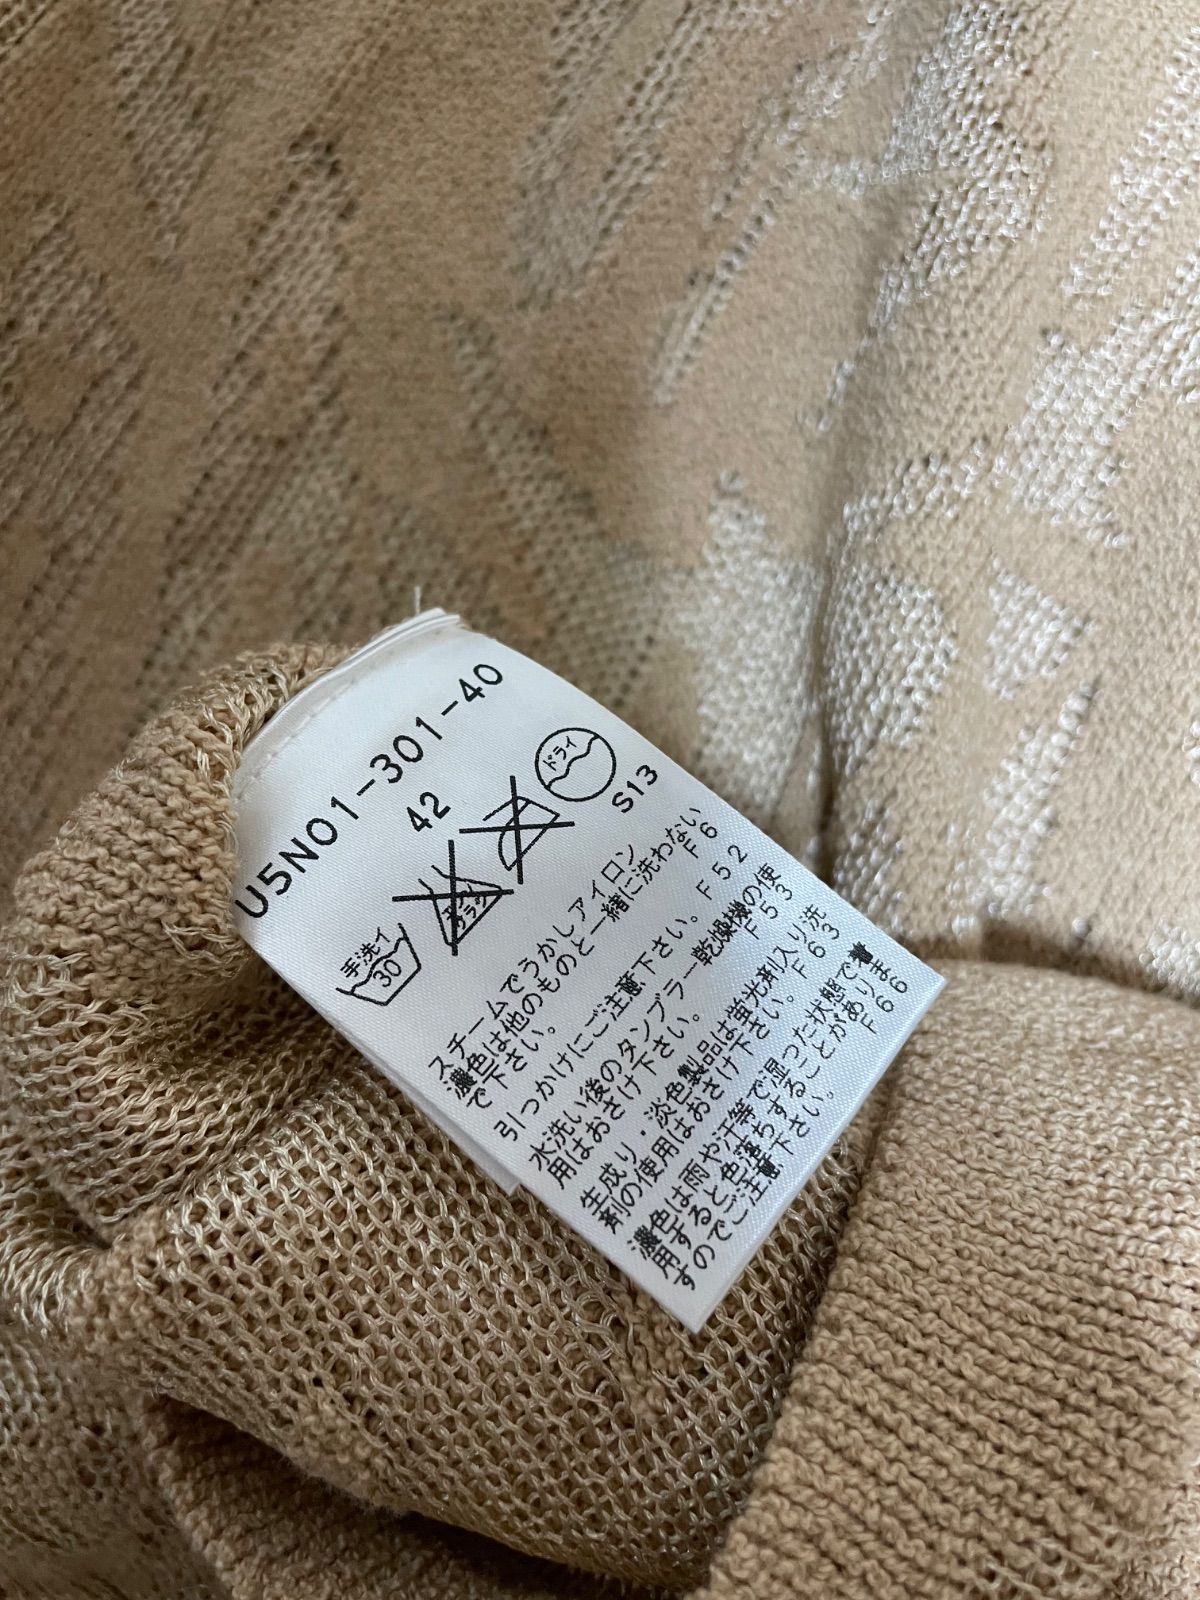 U5N01-301-40
42
手洗イ
30
エンソ
サラシ
ドライ
S13
スチームでうかしアイロン
濃色は他のものと一緒に洗わない
で下さい。 F6
引っかけにご注意下さい。 F52
水洗い後のタンブラー乾燥機の使
用はおさけ下さい。 F53
生成り・淡色製品は蛍光剤入り洗
剤の使用はおさけ下さい。 F63
濃色は雨や汗等で湿った状態で着
用すると色落ちすることがありま
すのでご注意下さい。 F66